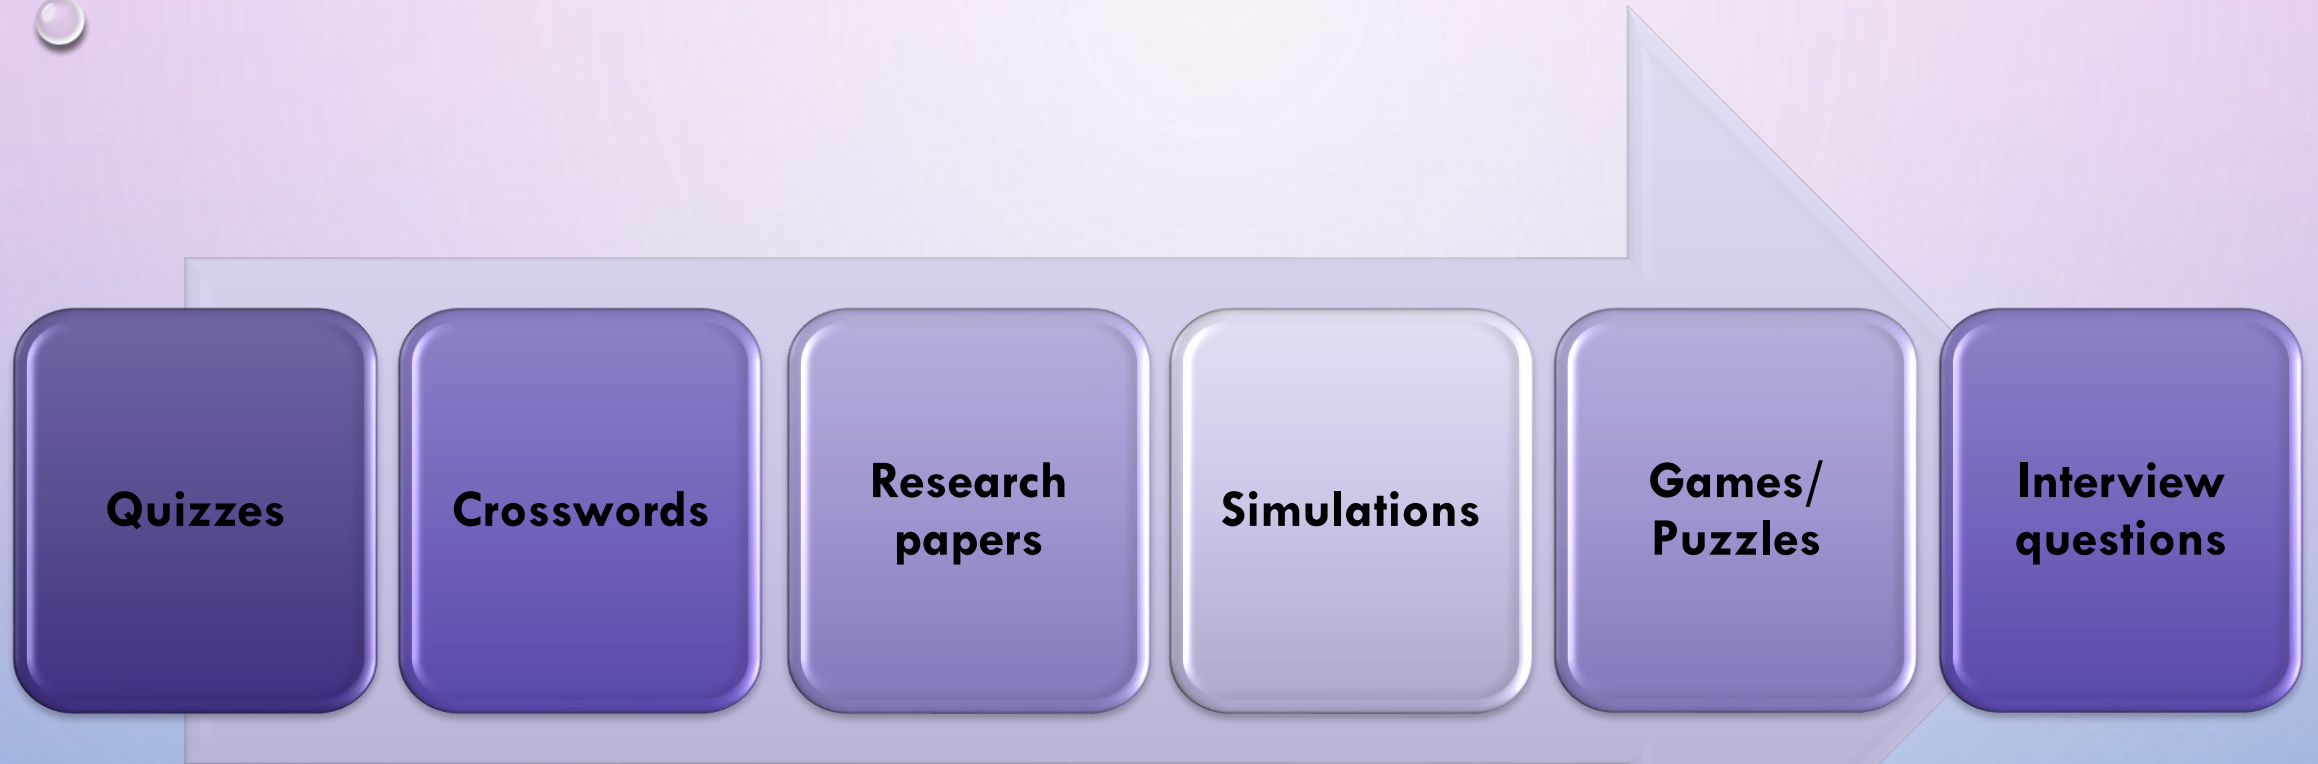 Quizzes
Crosswords
Research
papers
Simulations
Games/
Puzzles
Interview
questions